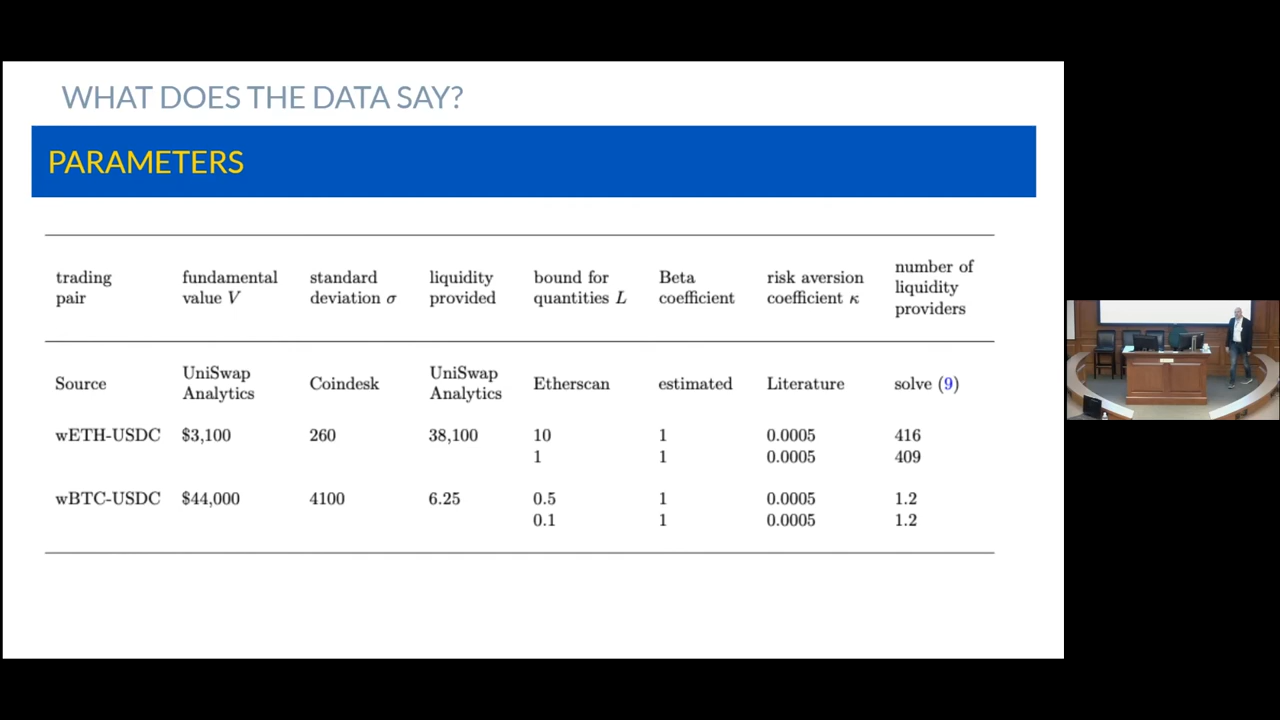 WHAT DOES THE DATA SAY?
PARAMETERS
trading pair | fundamental value V | standard deviation σ | liquidity provided | bound for quantities L | Beta coefficient | risk aversion coefficient κ | number of liquidity providers
Source | UniSwap Analytics | Coindesk | UniSwap Analytics | Etherscan | estimated | Literature | solve (9)
wETH-USDC | $3,100 | 260 | 38,100 | 10 | 1 | 0.0005 | 416
1 | 1 | 0.0005 | 409
wBTC-USDC | $44,000 | 4100 | 6.25 | 0.5 | 1 | 0.0005 | 1.2
0.1 | 1 | 0.0005 | 1.2